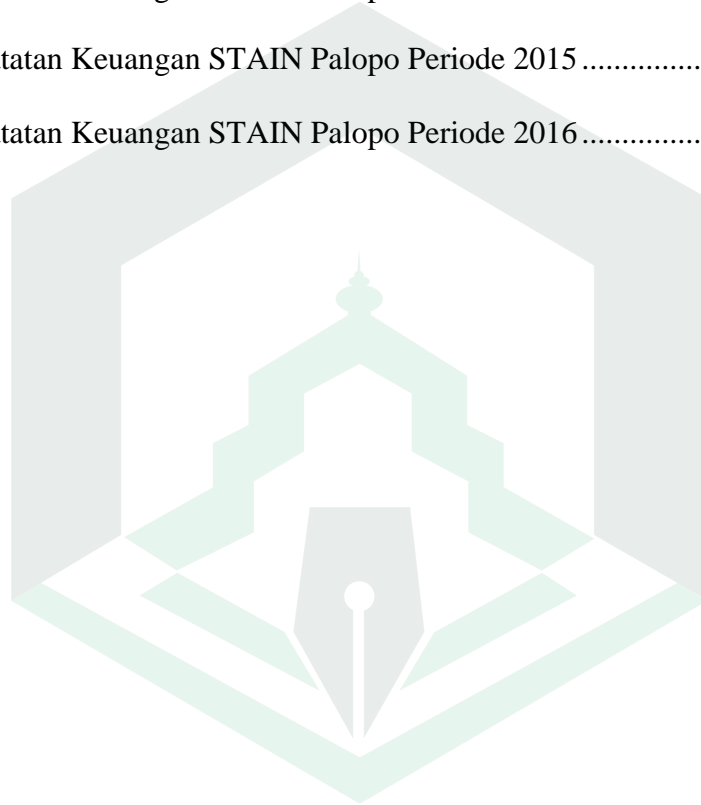 tatan Keuangan STAIN Palopo Periode 2015 ...............
tatan Keuangan STAIN Palopo Periode 2016 ...............